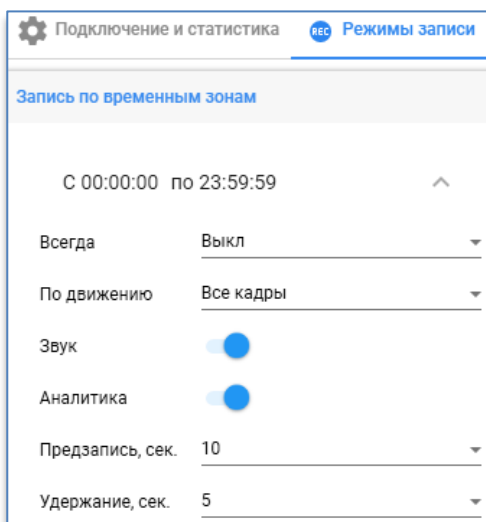 Подключение и статистика REC Режимы записи
Запись по временным зонам
С 00:00:00 по 23:59:59
Всегда Выкл
По движению Все кадры
Звук
Аналитика
Предзапись, сек. 10
Удержание, сек. 5